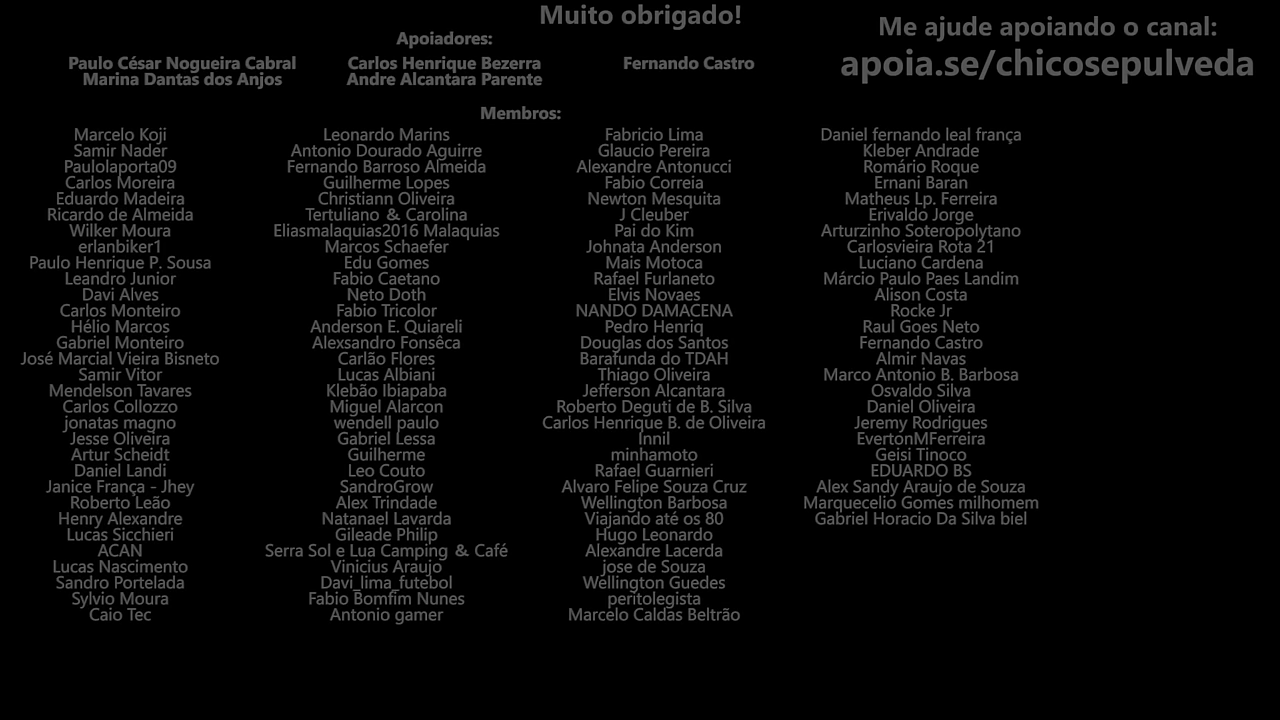 Muito obrigado!
Me ajude apoiando o canal:
apoia.se/chicosepulveda
Apoiadores:
Paulo César Nogueira Cabral
Marina Dantas dos Anjos
Carlos Henrique Bezerra
Andre Alcantara Parente
Fernando Castro
Membros:
Marcelo Koji
Samir Nader
Paulolaporta09
Carlos Moreira
Eduardo Madeira
Ricardo de Almeida
Wilker Moura
erlanbiker1
Paulo Henrique P. Sousa
Leandro Junior
Davi Alves
Carlos Monteiro
Hélio Marcos
Gabriel Monteiro
José Marcial Vieira Bisneto
Samir Vitor
Mendelson Tavares
Carlos Collozzo
jonatas magno
Jesse Oliveira
Artur Scheidt
Daniel Landi
Janice França - Jhey
Roberto Leão
Henry Alexandre
Lucas Sicchieri
ACAN
Lucas Nascimento
Sandro Portelada
Sylvio Moura
Caio Tec
Leonardo Marins
Antonio Dourado Aguirre
Fernando Barroso Almeida
Guilherme Lopes
Christiann Oliveira
Tertuliano & Carolina
Eliasmalaquias2016 Malaquias
Marcos Schaefer
Edu Gomes
Fabio Caetano
Neto Doth
Fabio Tricolor
Anderson E. Quiareli
Alexsandro Fonsêca
Carlão Flores
Lucas Albiani
Klebão Ibiapaba
Miguel Alarcon
wendell paulo
Gabriel Lessa
Guilherme
Leo Couto
SandroGrow
Alex Trindade
Natanael Lavarda
Gileade Philip
Serra Sol e Lua Camping & Café
Vinicius Araujo
Davi_lima_futebol
Fabio Bomfim Nunes
Antonio gamer
Fabricio Lima
Glaucio Pereira
Alexandre Antonucci
Fabio Correia
Newton Mesquita
J Cleuber
Pai do Kim
Johnata Anderson
Mais Motoca
Rafael Furlaneto
Elvis Novaes
NANDO DAMACENA
Pedro Henriq
Douglas dos Santos
Barafunda do TDAH
Thiago Oliveira
Jefferson Alcantara
Roberto Deguti de B. Silva
Carlos Henrique B. de Oliveira
Innil
minhamoto
Rafael Guarnieri
Alvaro Felipe Souza Cruz
Wellington Barbosa
Viajando até os 80
Hugo Leonardo
Alexandre Lacerda
jose de Souza
Wellington Guedes
peritolegista
Marcelo Caldas Beltrão
Daniel fernando leal frança
Kleber Andrade
Romário Roque
Ernani Baran
Matheus Lp. Ferreira
Erivaldo Jorge
Arturzinho Soteropolytano
Carlosvieira Rota 21
Luciano Cardena
Márcio Paulo Paes Landim
Alison Costa
Rocke Jr
Raul Goes Neto
Fernando Castro
Almir Navas
Marco Antonio B. Barbosa
Osvaldo Silva
Daniel Oliveira
Jeremy Rodrigues
EvertonMFerreira
Geisi Tinoco
EDUARDO BS
Alex Sandy Araujo de Souza
Marquecelio Gomes milhomem
Gabriel Horacio Da Silva biel